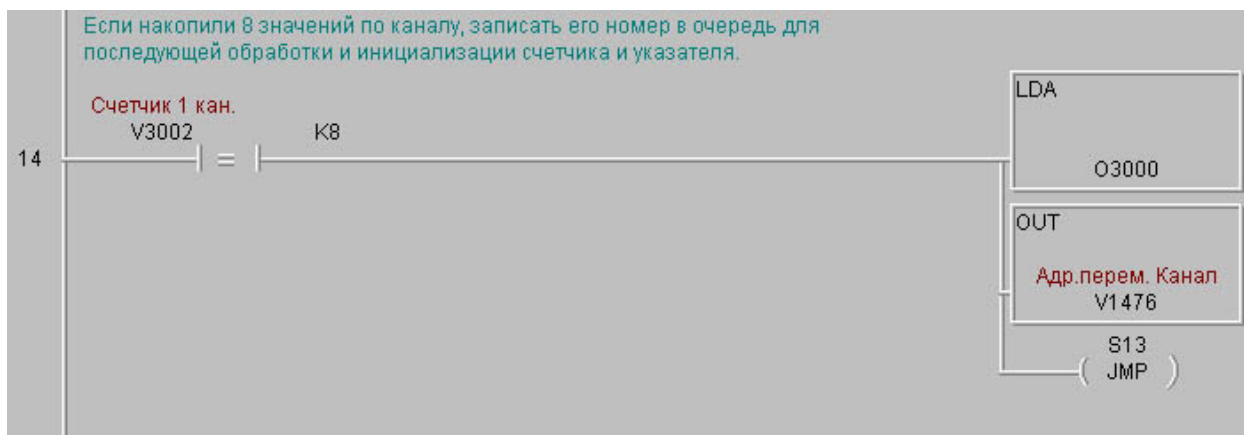 Если накопили 8 значений по каналу, записать его номер в очередь для
последующей обработки и инициализации счетчика и указателя.
Счетчик 1 кан.
V3002 K8
14
=
LDA
O3000
OUT
Адр.перем. Канал
V1476
S13
( JMP )